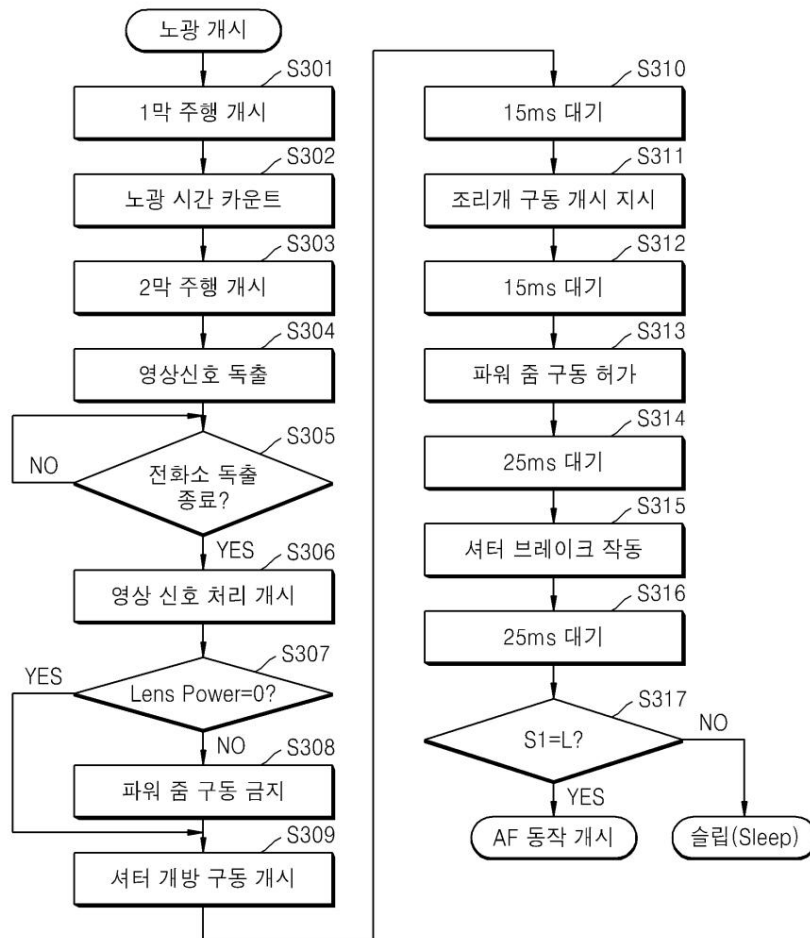 노광 개시
S301
1막 주행 개시
S302
노광 시간 카운트
S303
2막 주행 개시
S304
영상신호 독출
S305
NO
전화소 독출
종료?
YES
S306
영상 신호 처리 개시
S307
YES
Lens Power=0?
NO
S308
파워 줌 구동 금지
S309
셔터 개방 구동 개시
S310
15ms 대기
S311
조리개 구동 개시 지시
S312
15ms 대기
S313
파워 줌 구동 허가
S314
25ms 대기
S315
셔터 브레이크 작동
S316
25ms 대기
S317
S1=L?
NO
YES
AF 동작 개시
슬립(Sleep)